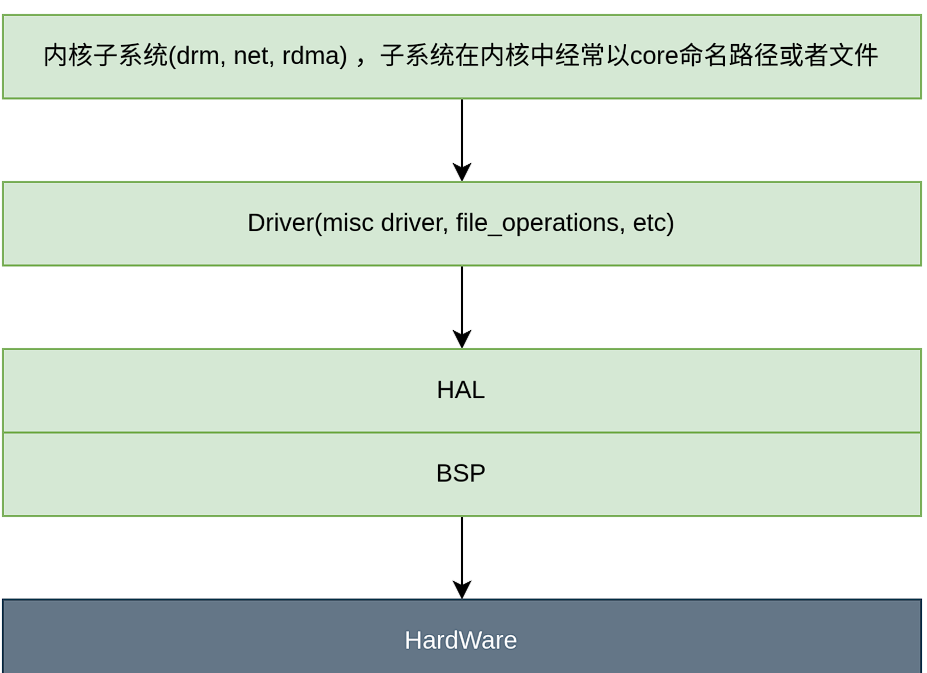 内核子系统(drm, net, rdma) ，子系统在内核中经常以core命名路径或者文件
Driver(misc driver, file_operations, etc)
HAL
BSP
HardWare